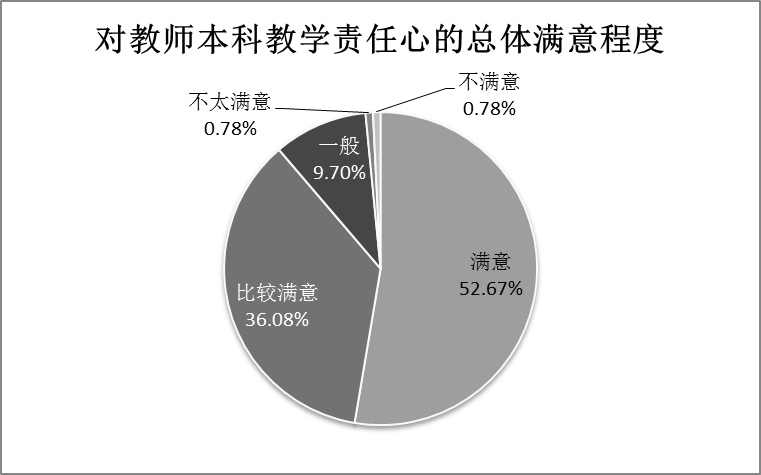 对教师本科教学责任心的总体满意程度
不太满意
0.78%
不满意
0.78%
一般
9.70%
满意
52.67%
比较满意
36.08%